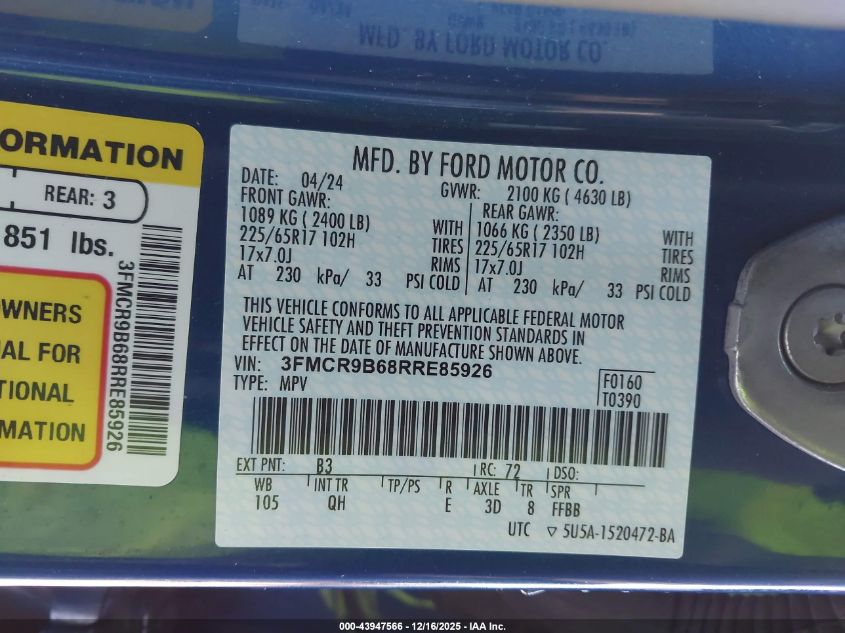 MFD. BY FORD MOTOR CO.
ORMATION
REAR: 3
851 lbs.
3FMCR9B68RRE85926
OWNERS
AL FOR
TIONAL
MATION
MFD. BY FORD MOTOR CO.
DATE: 04/24 GVWR: 2100 KG ( 4630 LB)
FRONT GAWR: REAR GAWR:
1089 KG ( 2400 LB) WITH 1066 KG ( 2350 LB) WITH
225/65R17 102H TIRES 225/65R17 102H TIRES
17x7.0J RIMS 17x7.0J RIMS
AT 230 kPa/ 33 PSI COLD AT 230 kPa/ 33 PSI COLD
THIS VEHICLE CONFORMS TO ALL APPLICABLE FEDERAL MOTOR
VEHICLE SAFETY AND THEFT PREVENTION STANDARDS IN
EFFECT ON THE DATE OF MANUFACTURE SHOWN ABOVE.
VIN: 3FMCR9B68RRE85926
TYPE: MPV
F0160
T0390
EXT PNT: B3 RC: 72 DSO:
WB INT TR TP/PS R AXLE TR SPR
105 QH E 3D 8 FFBB
UTC ▽ 5U5A-1520472-BA
000-43947566 - 12/16/2025 - IAA Inc.